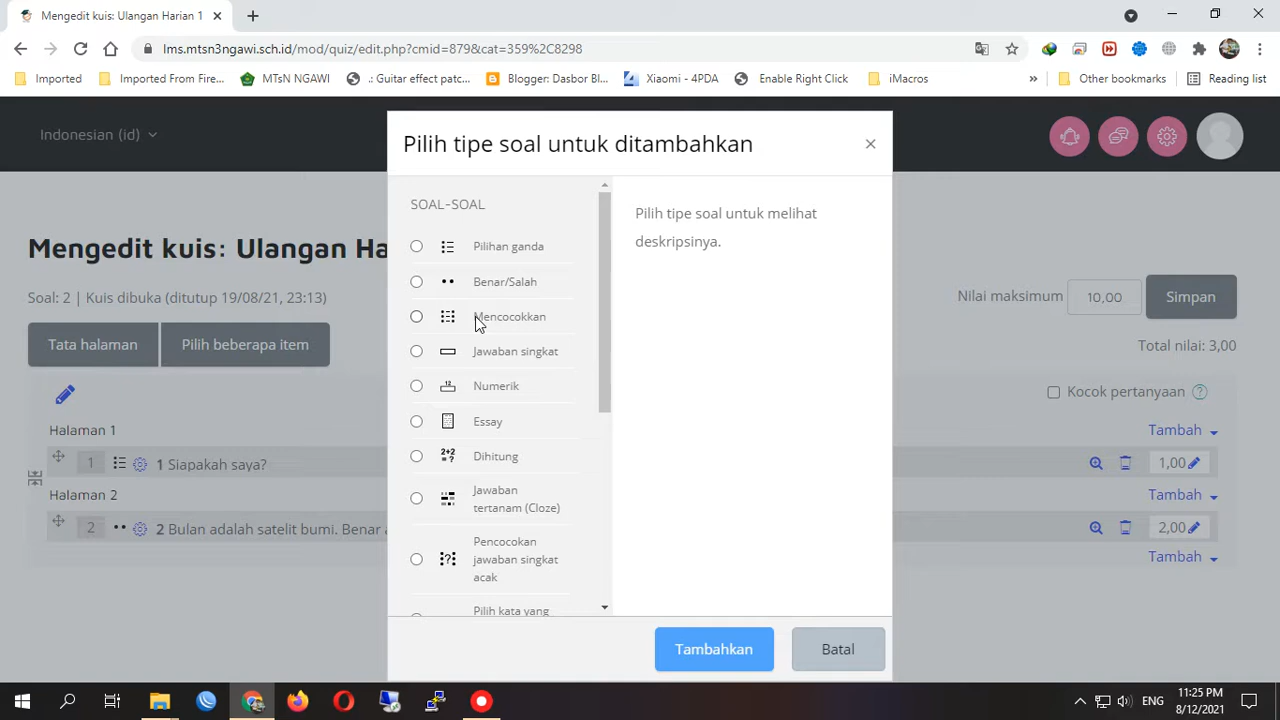 Mengedit kuis: Ulangan Harian 1
lms.mtsn3ngawi.sch.id/mod/quiz/edit.php?cmid=879&cat=359%2C8298
Imported
Imported From Fire...
MTsN NGAWI
.: Guitar effect patc...
Blogger: Dasbor Bl...
Xiaomi - 4PDA
Enable Right Click
iMacros
»
Other bookmarks
Reading list
Indonesian (id)
Pilih tipe soal untuk ditambahkan
×
SOAL-SOAL
Pilihan ganda
Benar/Salah
Mencocokkan
Jawaban singkat
Numerik
Essay
Dihitung
Jawaban
tertanam (Cloze)
Pencocokan
jawaban singkat
acak
Pilih kata yang
Pilih tipe soal untuk melihat
deskripsinya.
Tambahkan
Batal
Mengedit kuis: Ulangan Ha
Soal: 2 | Kuis dibuka (ditutup 19/08/21, 23:13)
Nilai maksimum
10,00
Simpan
Tata halaman
Pilih beberapa item
Total nilai: 3,00
Kocok pertanyaan
Halaman 1
Tambah
1
1 Siapakah saya?
1,00
Halaman 2
Tambah
2
2 Bulan adalah satelit bumi. Benar
2,00
Tambah
ENG
11:25 PM
8/12/2021